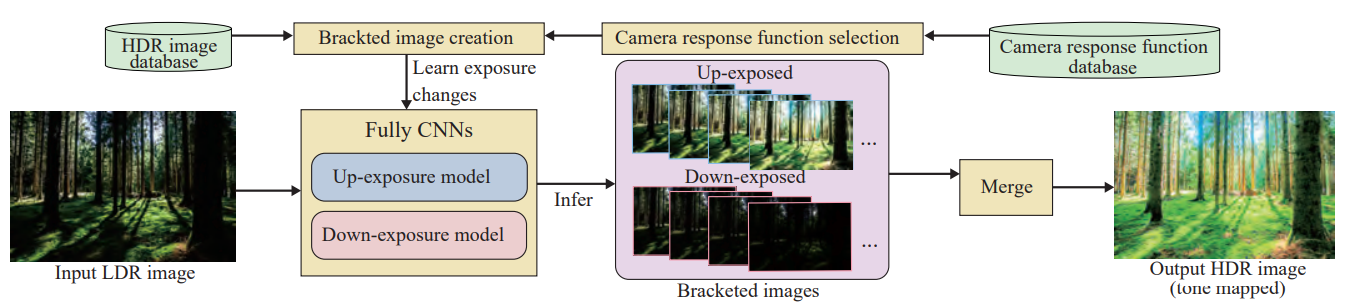 HDR image
database
Brackted image creation
Camera response function selection
Camera response function
database
Learn exposure
changes
Up-exposed
Fully CNNs
Up-exposure model
Down-exposure model
Infer
Down-exposed
...
...
Merge
Input LDR image
Bracketed images
Output HDR image
(tone mapped)